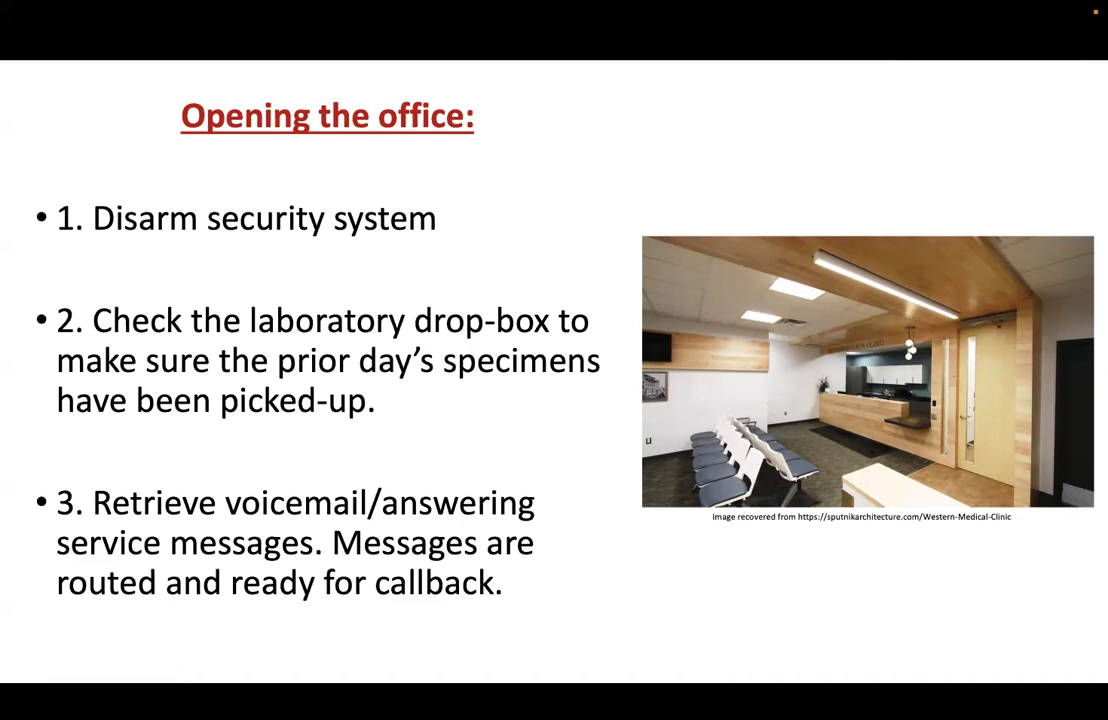 Opening the office:
• 1. Disarm security system
• 2. Check the laboratory drop-box to
make sure the prior day’s specimens
have been picked-up.
• 3. Retrieve voicemail/answering
service messages. Messages are
routed and ready for callback.
Image recovered from https://sputnikarchitecture.com/Western-Medical-Clinic